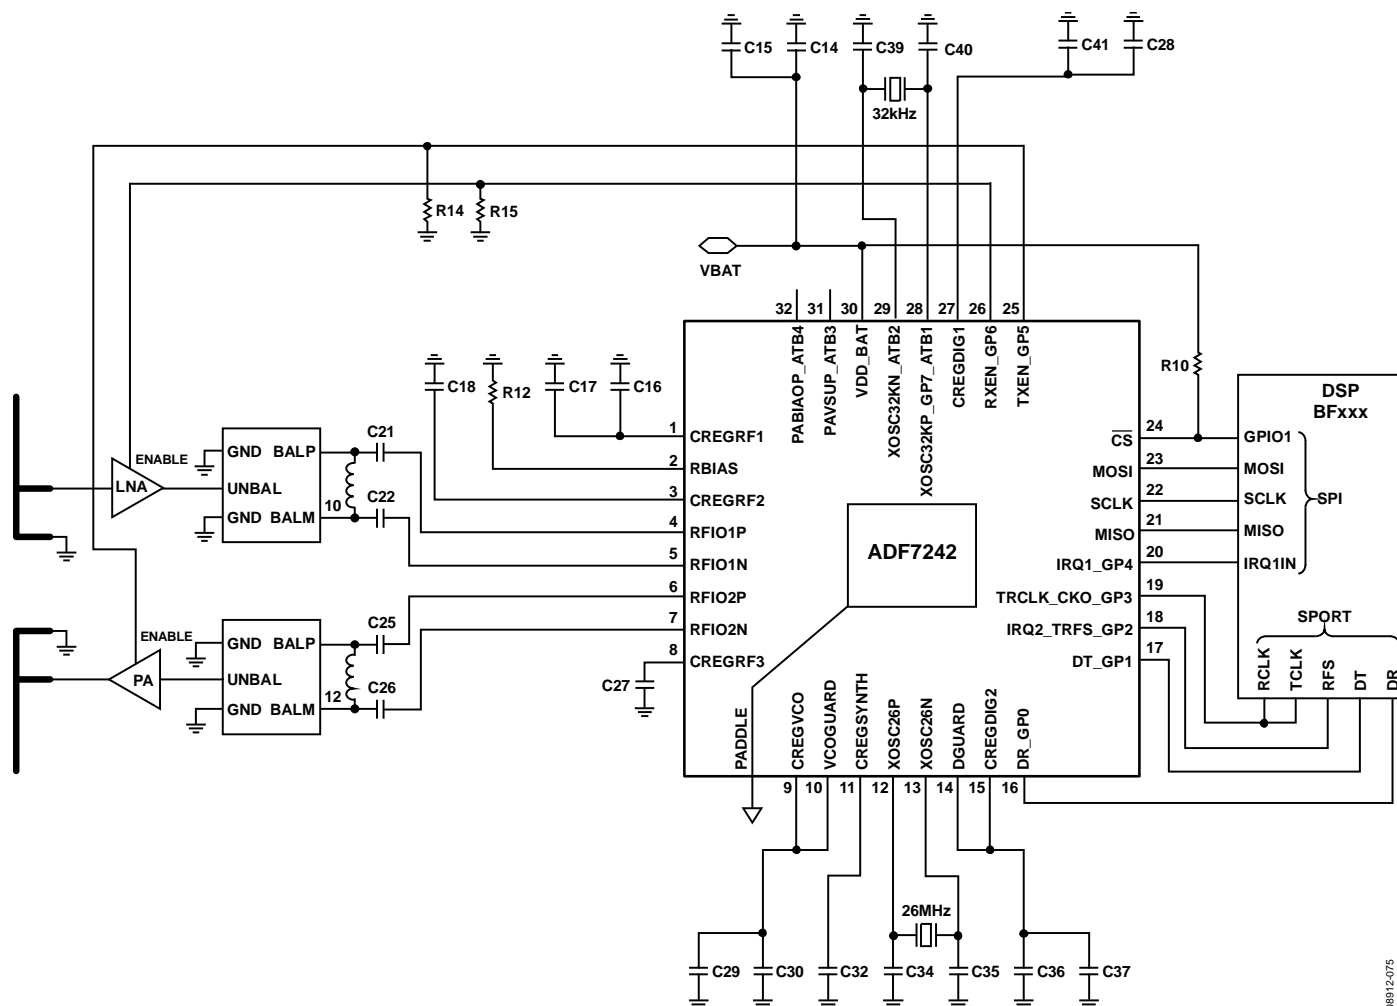 C15
C14
C39
C40
C41
C28
32kHz
R14
R15
VBAT
32
31
30
29
28
27
26
25
PABIAOP_ATB4
PAVSUP_ATB3
VDD_BAT
XOSC32KN_ATB2
XOSC32KP_GP7_ATB1
CREGDIG1
RXEN_GP6
TXEN_GP5
R10
C18
R12
C17
C16
DSP
BFxxx
1 CREGRF1
2 RBIAS
3 CREGRF2
4 RFIO1P
5 RFIO1N
6 RFIO2P
7 RFIO2N
8 CREGRF3
LNA
ENABLE
GND BALP
UNBAL
GND BALM
10
C21
C22
PA
ENABLE
GND BALP
UNBAL
GND BALM
12
C25
C26
C27
ADF7242
PADDLE
CS 24
MOSI 23
SCLK 22
MISO 21
IRQ1_GP4 20
TRCLK_CKO_GP3 19
IRQ2_TRFS_GP2 18
DT_GP1 17
GPIO1
MOSI
SCLK
MISO
IRQ1IN
SPI
SPORT
RCLK
TCLK
RFS
DT
DR
CREGVCO
VCOGUARD
CREGSYNTH
XOSC26P
XOSC26N
DGUARD
CREGDIG2
DR_GP0
9
10
11
12
13
14
15
16
26MHz
C29
C30
C32
C34
C35
C36
C37
08912-075